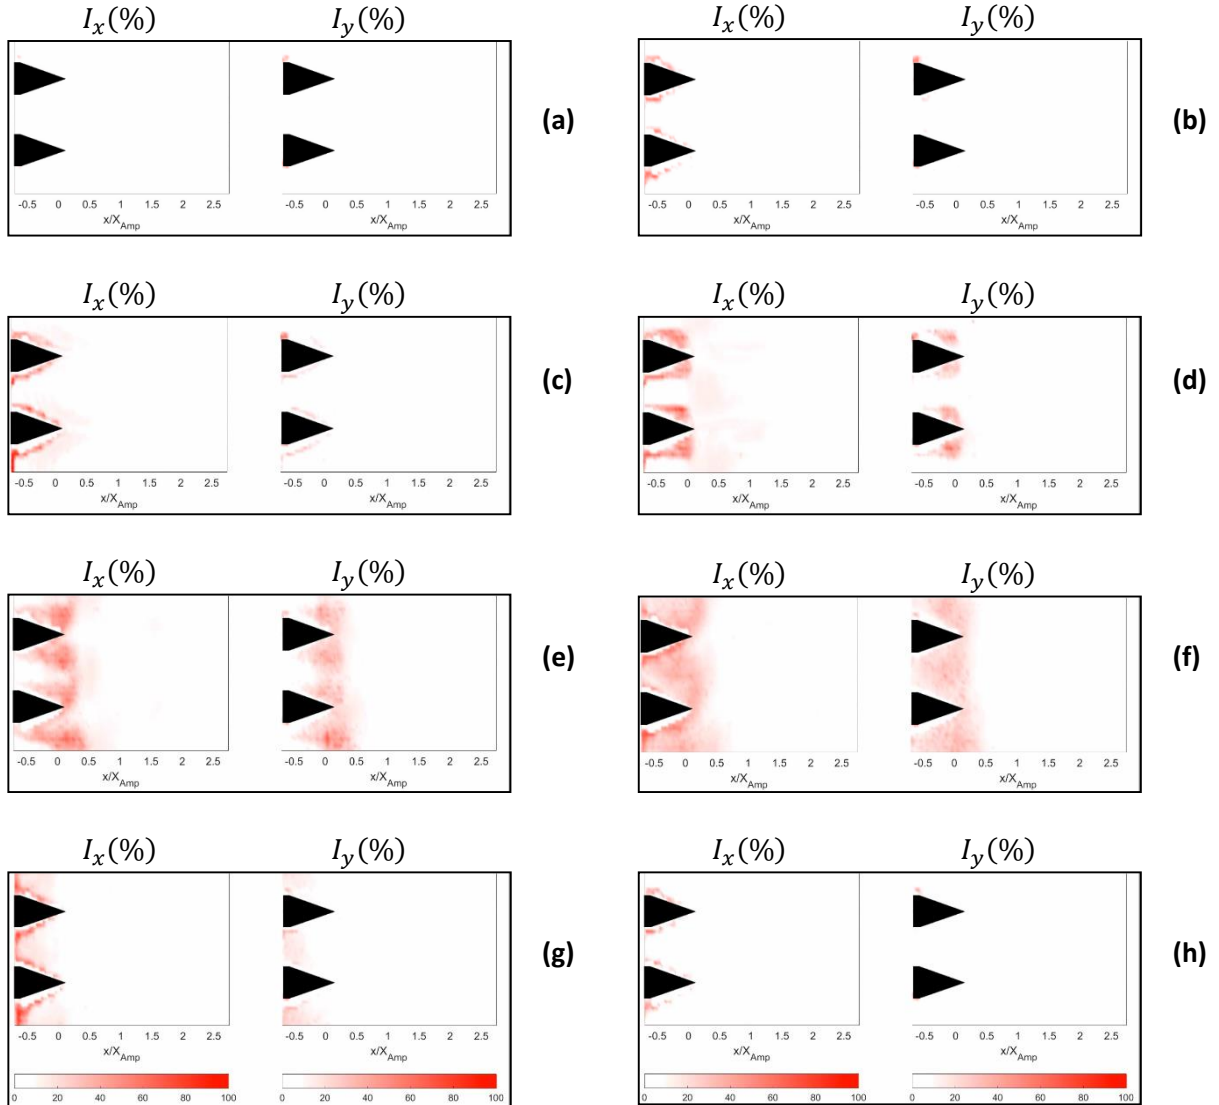 I_x(%) I_y(%) I_x(%) I_y(%)
(a) (b)
-0.5 0 0.5 1 1.5 2 2.5 -0.5 0 0.5 1 1.5 2 2.5 -0.5 0 0.5 1 1.5 2 2.5 -0.5 0 0.5 1 1.5 2 2.5
x/X_Amp x/X_Amp x/X_Amp x/X_Amp
I_x(%) I_y(%) I_x(%) I_y(%)
(c) (d)
-0.5 0 0.5 1 1.5 2 2.5 -0.5 0 0.5 1 1.5 2 2.5 -0.5 0 0.5 1 1.5 2 2.5 -0.5 0 0.5 1 1.5 2 2.5
x/X_Amp x/X_Amp x/X_Amp x/X_Amp
I_x(%) I_y(%) I_x(%) I_y(%)
(e) (f)
-0.5 0 0.5 1 1.5 2 2.5 -0.5 0 0.5 1 1.5 2 2.5 -0.5 0 0.5 1 1.5 2 2.5 -0.5 0 0.5 1 1.5 2 2.5
x/X_Amp x/X_Amp x/X_Amp x/X_Amp
I_x(%) I_y(%) I_x(%) I_y(%)
(g) (h)
-0.5 0 0.5 1 1.5 2 2.5 -0.5 0 0.5 1 1.5 2 2.5 -0.5 0 0.5 1 1.5 2 2.5 -0.5 0 0.5 1 1.5 2 2.5
x/X_Amp x/X_Amp x/X_Amp x/X_Amp
0 20 40 60 80 100 0 20 40 60 80 100 0 20 40 60 80 100 0 20 40 60 80 100